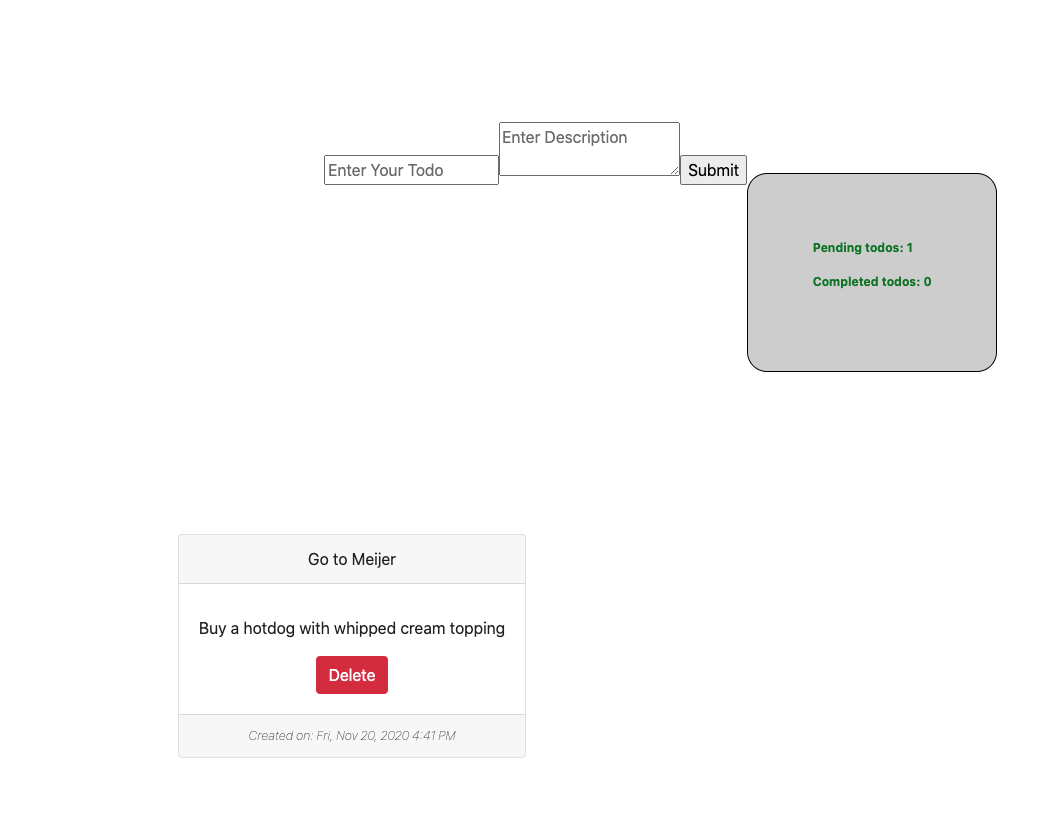 Enter Description
Enter Your Todo
Submit
Pending todos: 1
Completed todos: 0
Go to Meijer
Buy a hotdog with whipped cream topping
Delete
Created on: Fri, Nov 20, 2020 4:41 PM